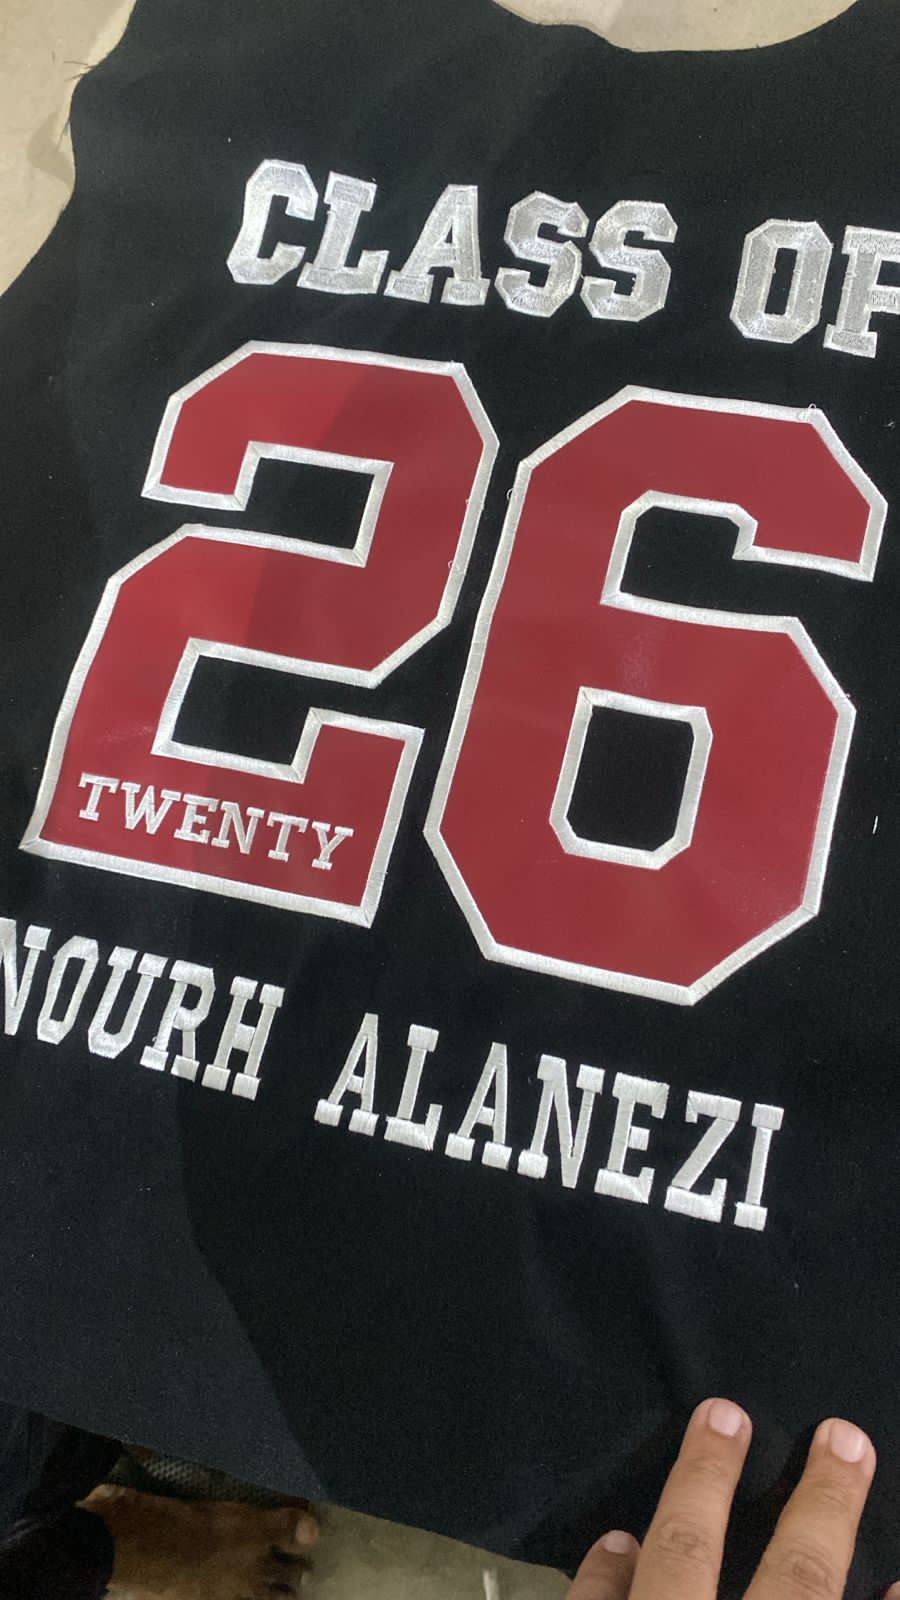 CLASS OF
26
TWENTY
NOURH ALANEZI